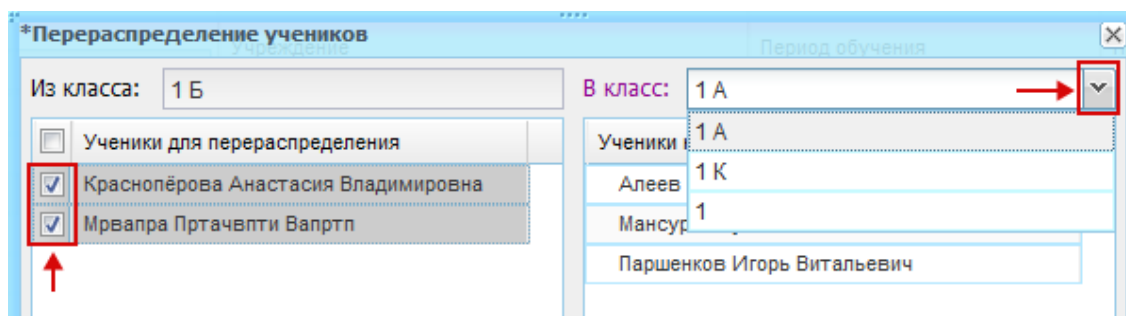 *Перераспределение учеников
Учреждение
Период обучения
Из класса: 1 Б
В класс: 1 А
Ученики для перераспределения
Ученики
1 А
Краснопёрова Анастасия Владимировна
Алеев
1 К
Мрвапра Пртачвпти Вапртп
Мансур
1
Паршенков Игорь Витальевич